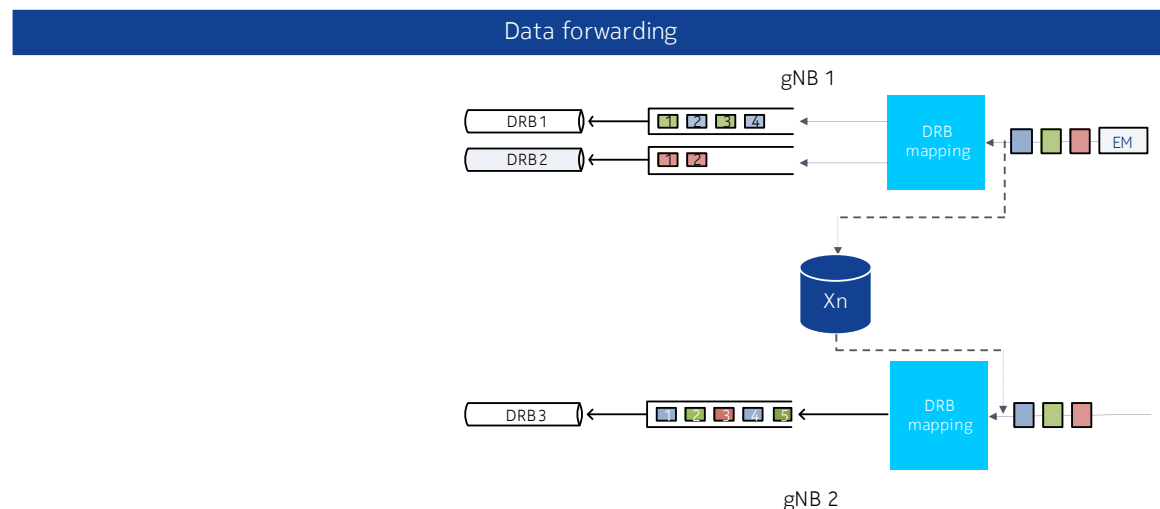 Data forwarding
gNB 1
DRB1
1 2 3 4
DRB
mapping
EM
DRB2
1 2
Xn
DRB3
1 2 3 4 5
DRB
mapping
gNB 2